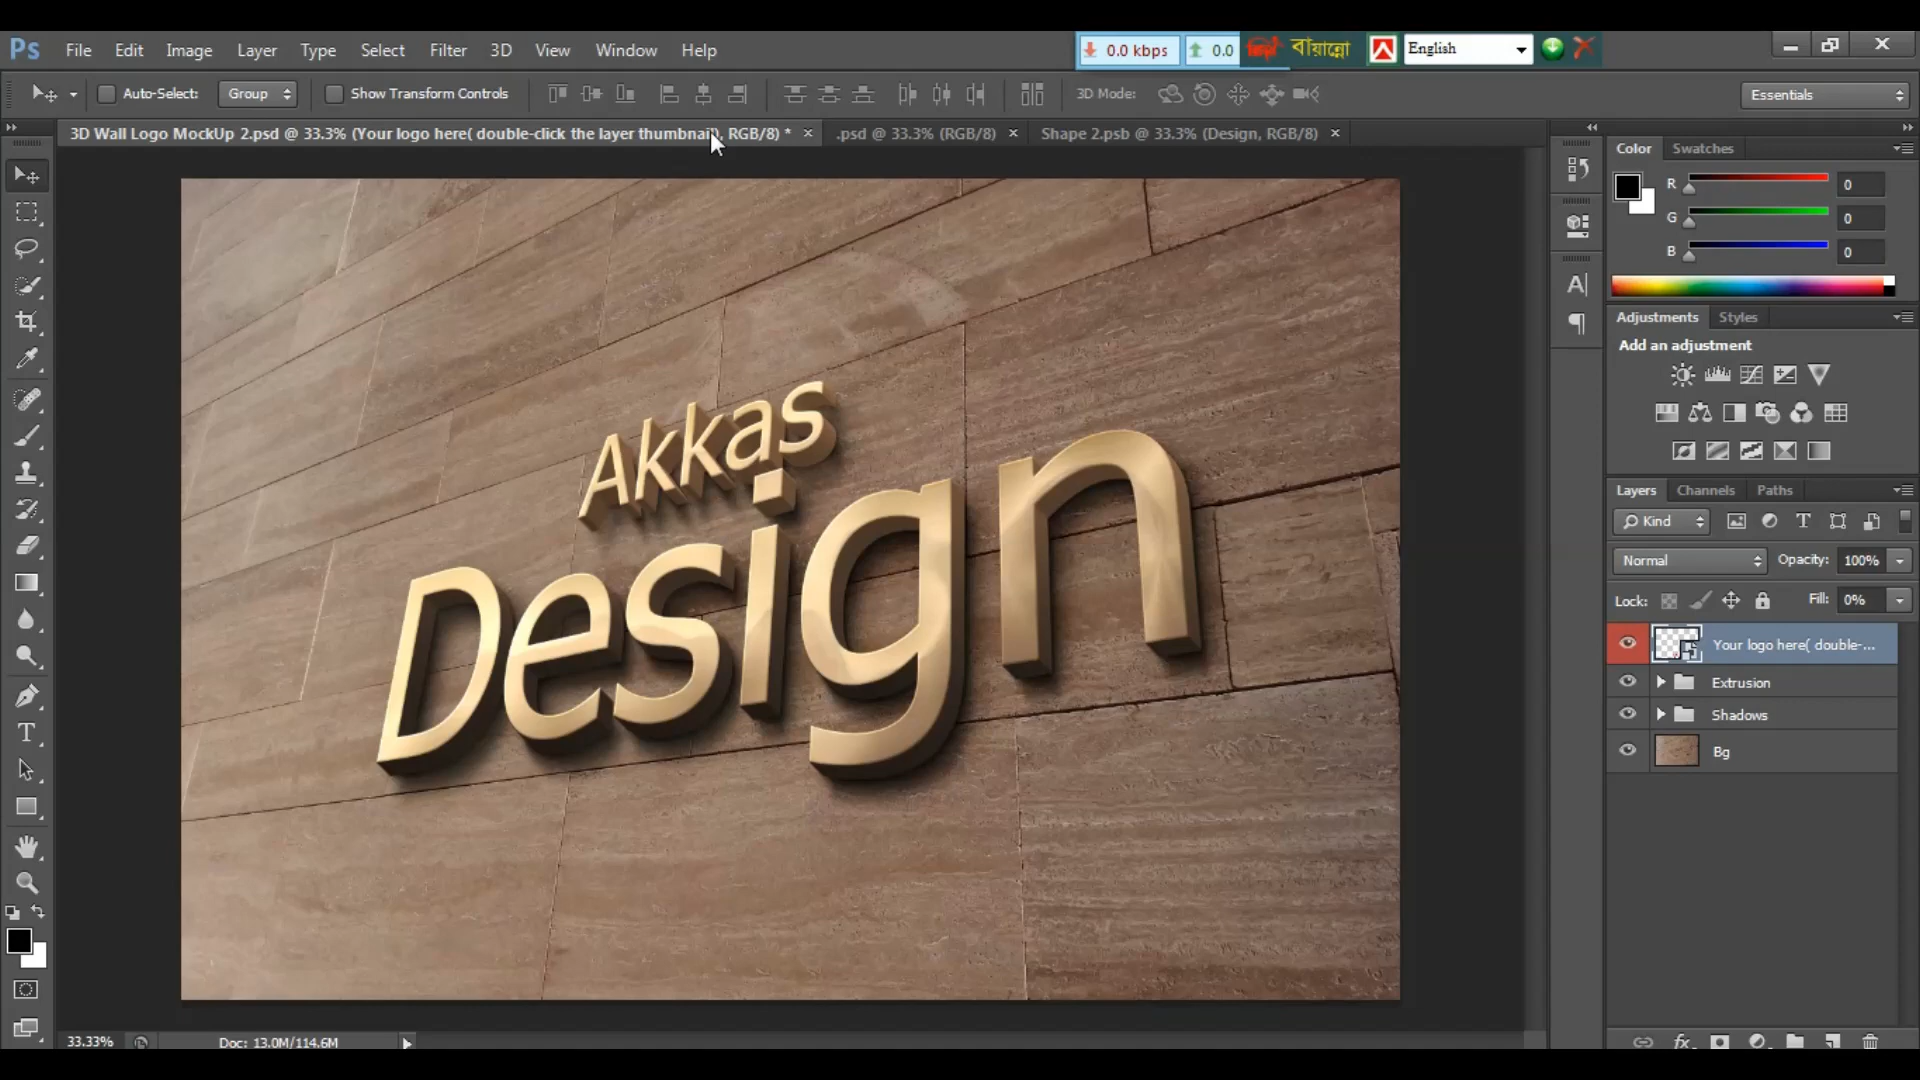 Ps File Edit Image Layer Type Select Filter 3D View Window Help
0.0 kbps 0.0 বায়ান্নো English
Auto-Select: Group Show Transform Controls 3D Mode: Essentials
3D Wall Logo MockUp 2.psd @ 33.3% (Your logo here( double-click the layer thumbnail), RGB/8) * .psd @ 33.3% (RGB/8) Shape 2.psb @ 33.3% (Design, RGB/8)
Color Swatches
R 0
G 0
B 0
Adjustments Styles
Add an adjustment
Akkas
Design
Layers Channels Paths
Kind
Normal Opacity: 100%
Lock: Fill: 0%
Your logo here( double-...
Extrusion
Shadows
Bg
33.33% Doc: 13.0M/114.6M